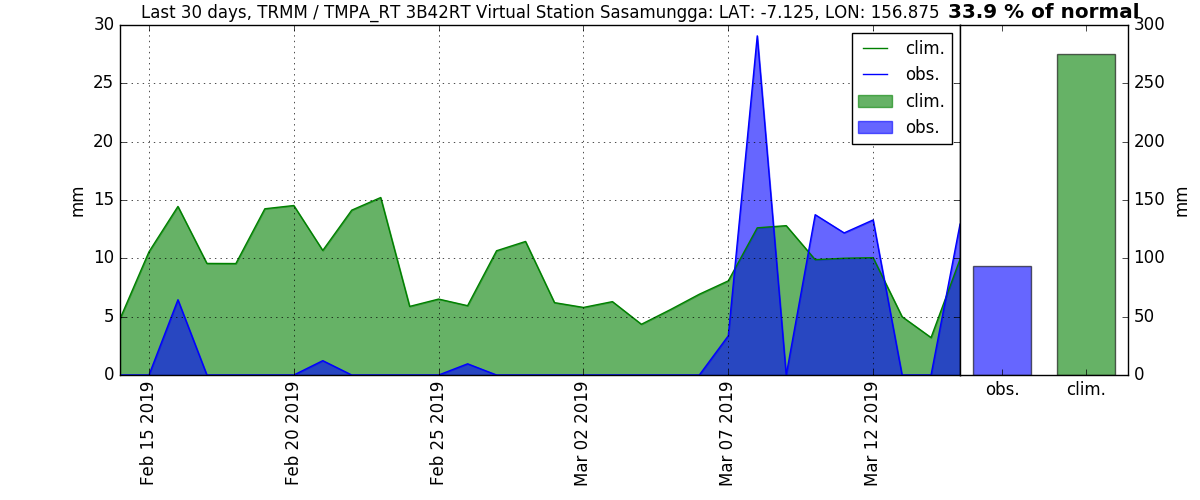 Last 30 days, TRMM / TMPA_RT 3B42RT Virtual Station Sasamungga: LAT: -7.125, LON: 156.875
33.9 % of normal
30
25
20
15
10
5
0
mm
clim.
obs.
clim.
obs.
300
250
200
150
100
50
0
mm
Feb 15 2019
Feb 20 2019
Feb 25 2019
Mar 02 2019
Mar 07 2019
Mar 12 2019
obs.
clim.